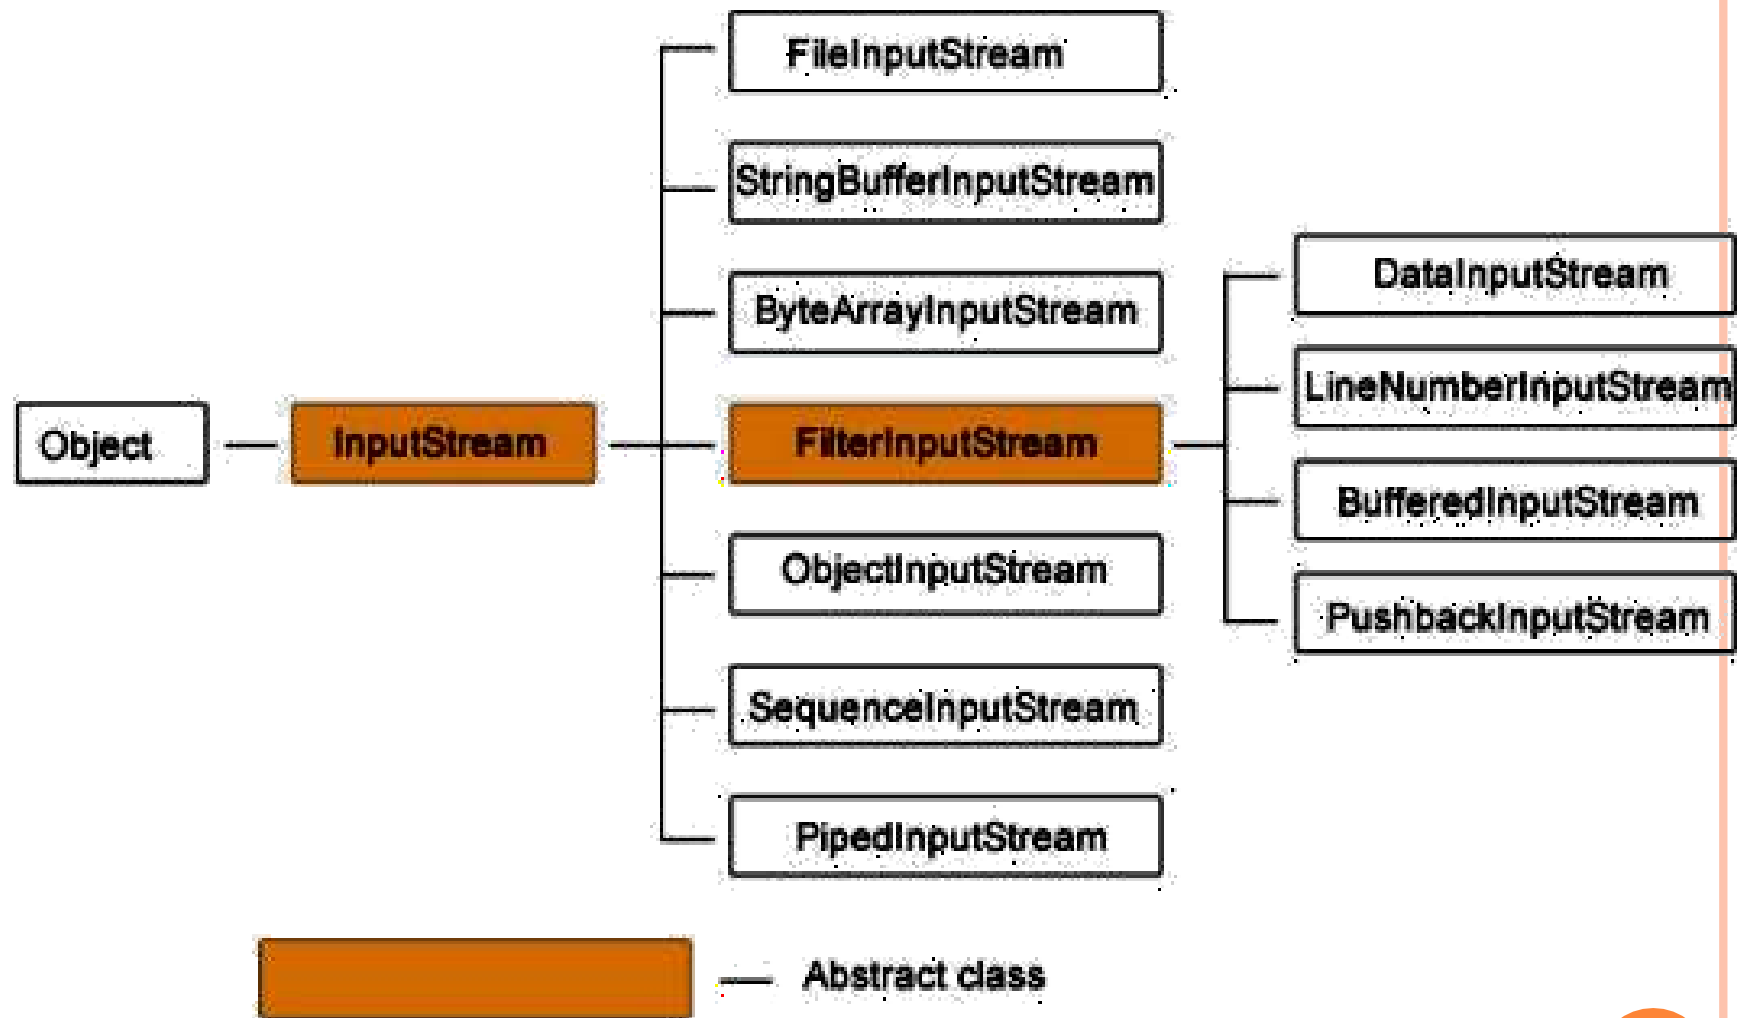 FileInputStream
StringBufferInputStream
ByteArrayInputStream
Object
InputStream
FilterInputStream
ObjectInputStream
SequenceInputStream
PipedInputStream
DataInputStream
LineNumberInputStream
BufferedInputStream
PushbackInputStream
Abstract class